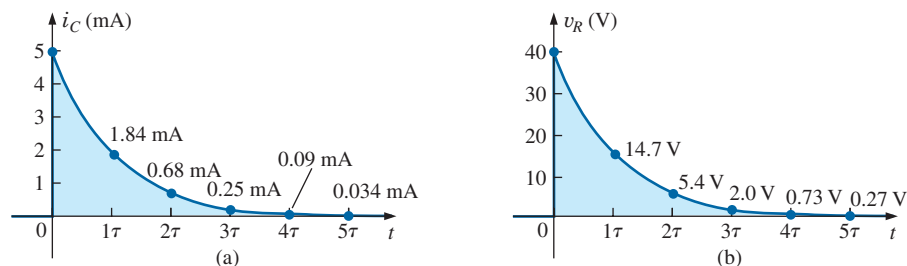 i_C (mA)
5
4
3
2
1
0
1.84 mA
0.68 mA
0.25 mA
0.09 mA
0.034 mA
1τ
2τ
3τ
4τ
5τ
t
(a)
v_R (V)
40
30
20
10
0
14.7 V
5.4 V
2.0 V
0.73 V
0.27 V
1τ
2τ
3τ
4τ
5τ
t
(b)